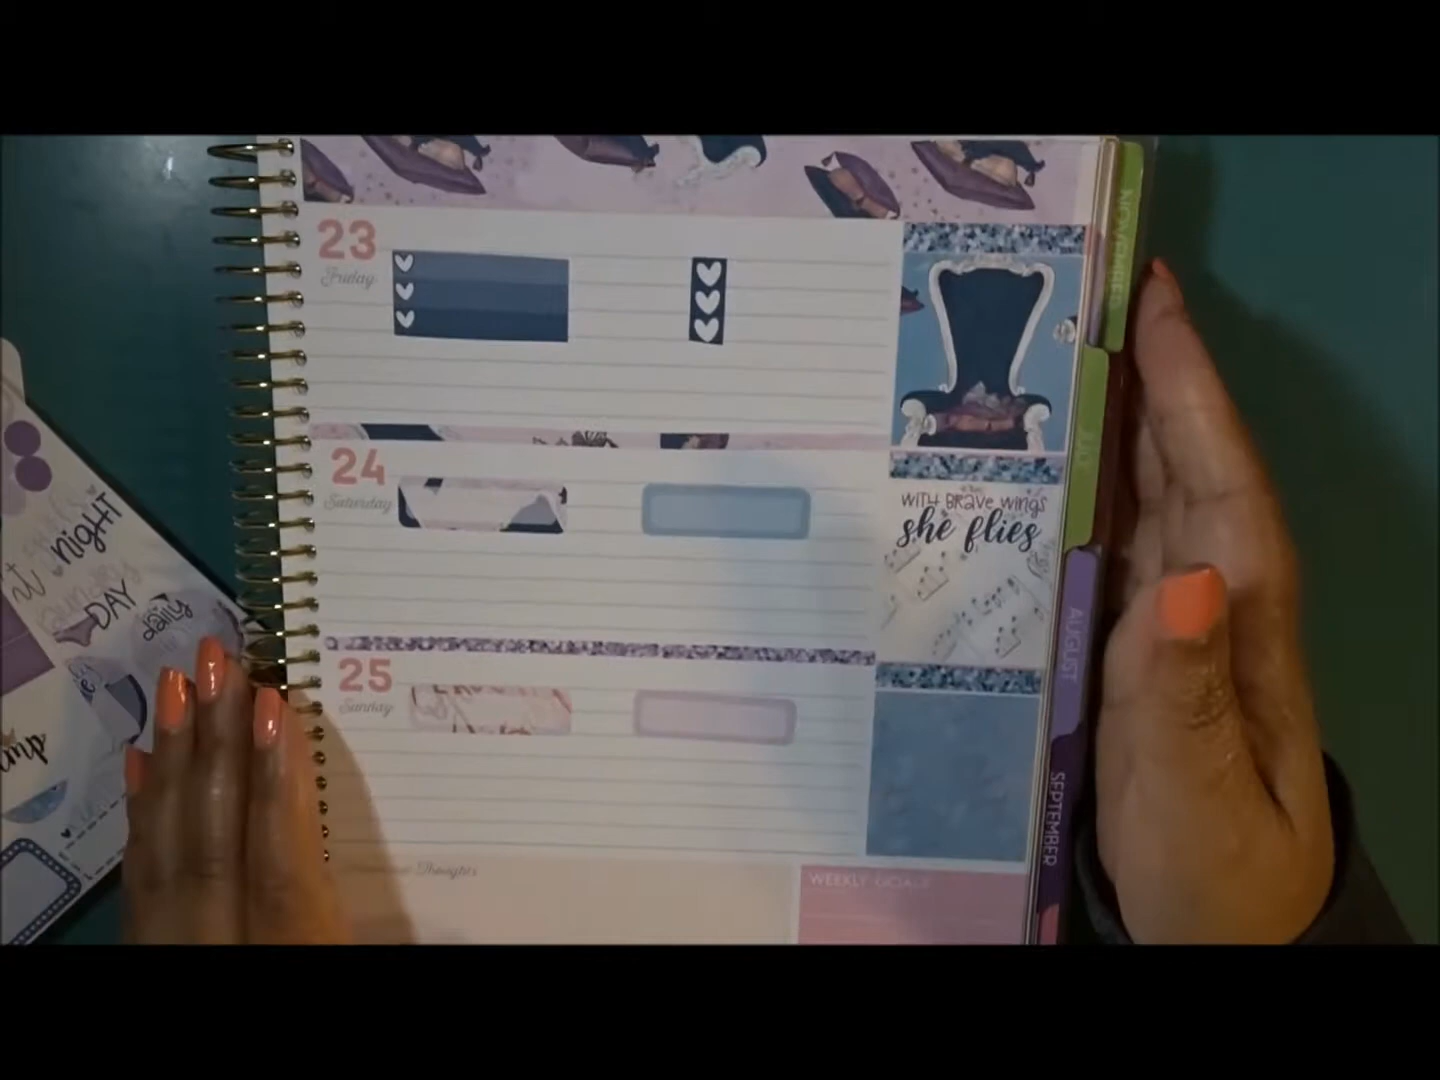 23
Friday
24
Saturday
25
Sunday
Thoughts
WITH BRAVE WINGS
she flies
WEEKLY GOALS
JULY
AUGUST
SEPTEMBER
NIGHT
DAY
daily